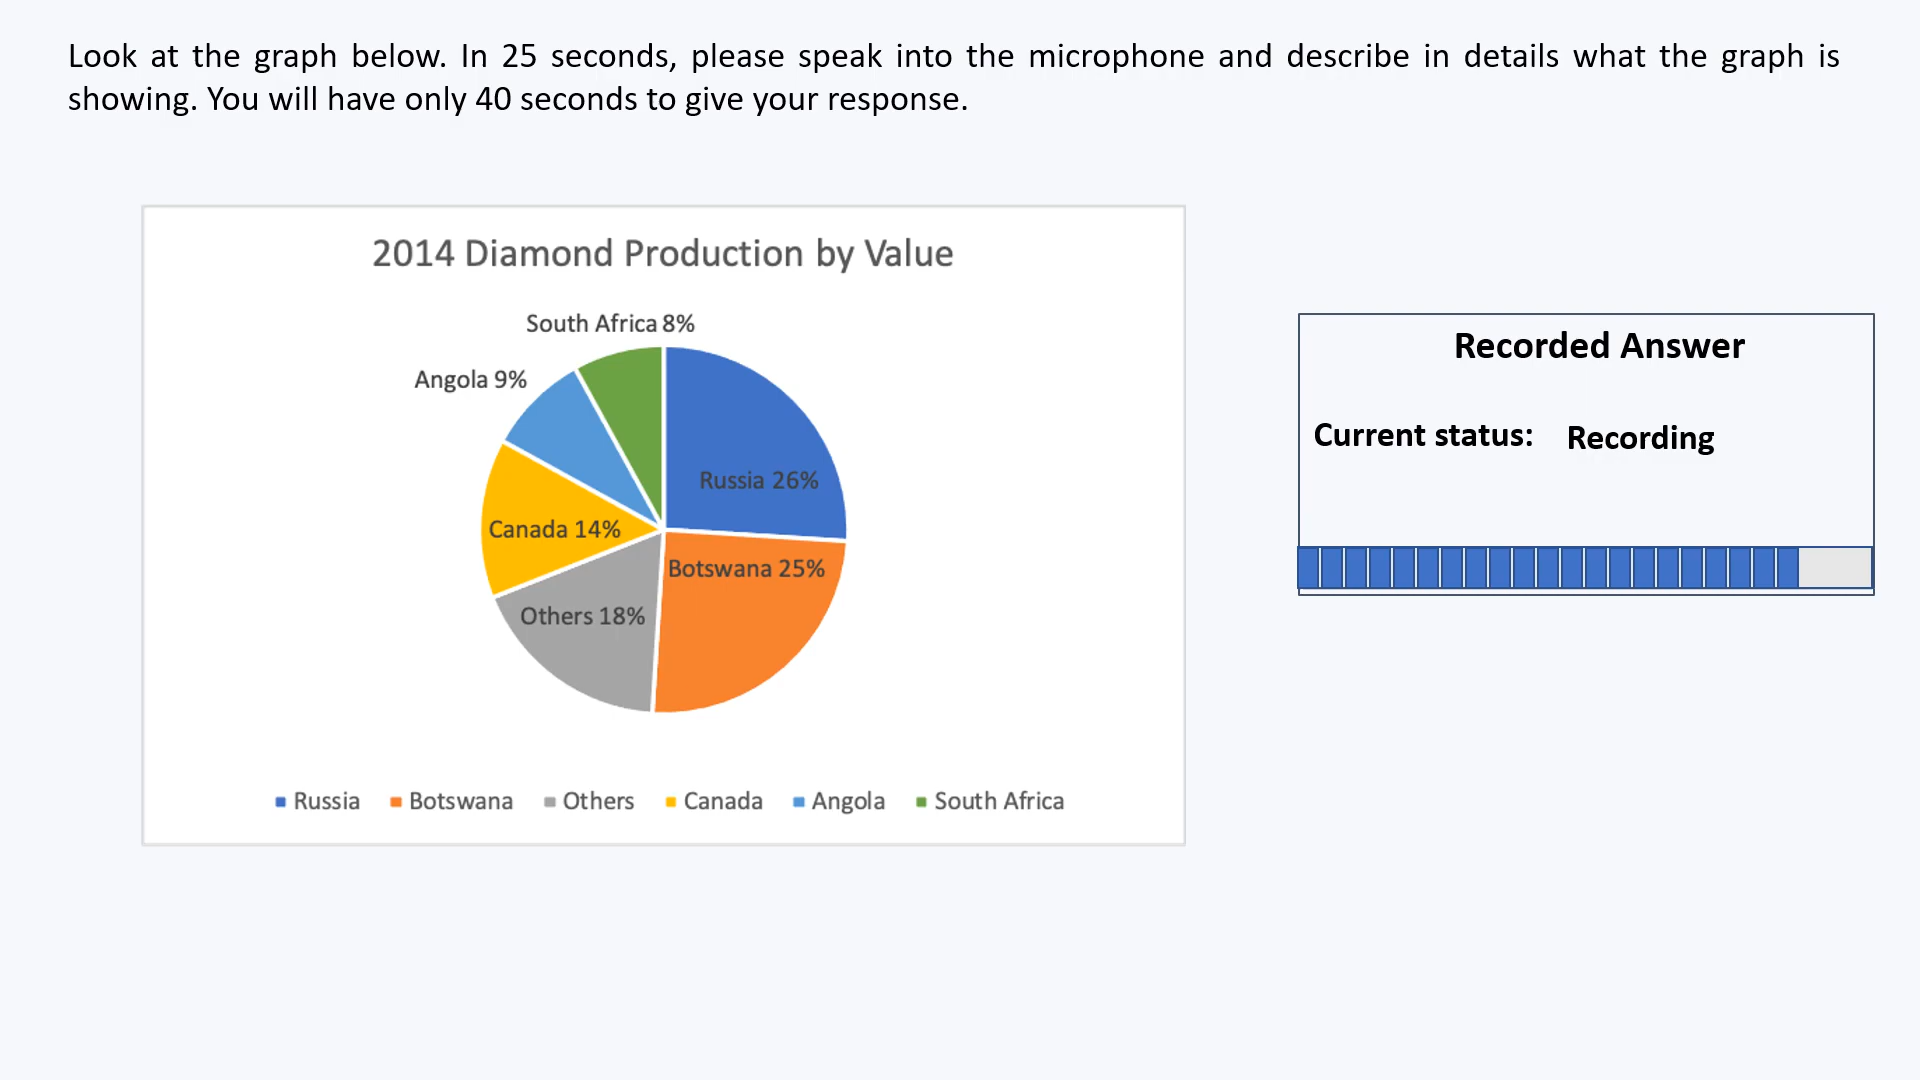 Look at the graph below. In 25 seconds, please speak into the microphone and describe in details what the graph is
showing. You will have only 40 seconds to give your response.
2014 Diamond Production by Value
South Africa 8%
Angola 9%
Russia 26%
Canada 14%
Botswana 25%
Others 18%
Russia Botswana Others Canada Angola South Africa
Recorded Answer
Current status: Recording